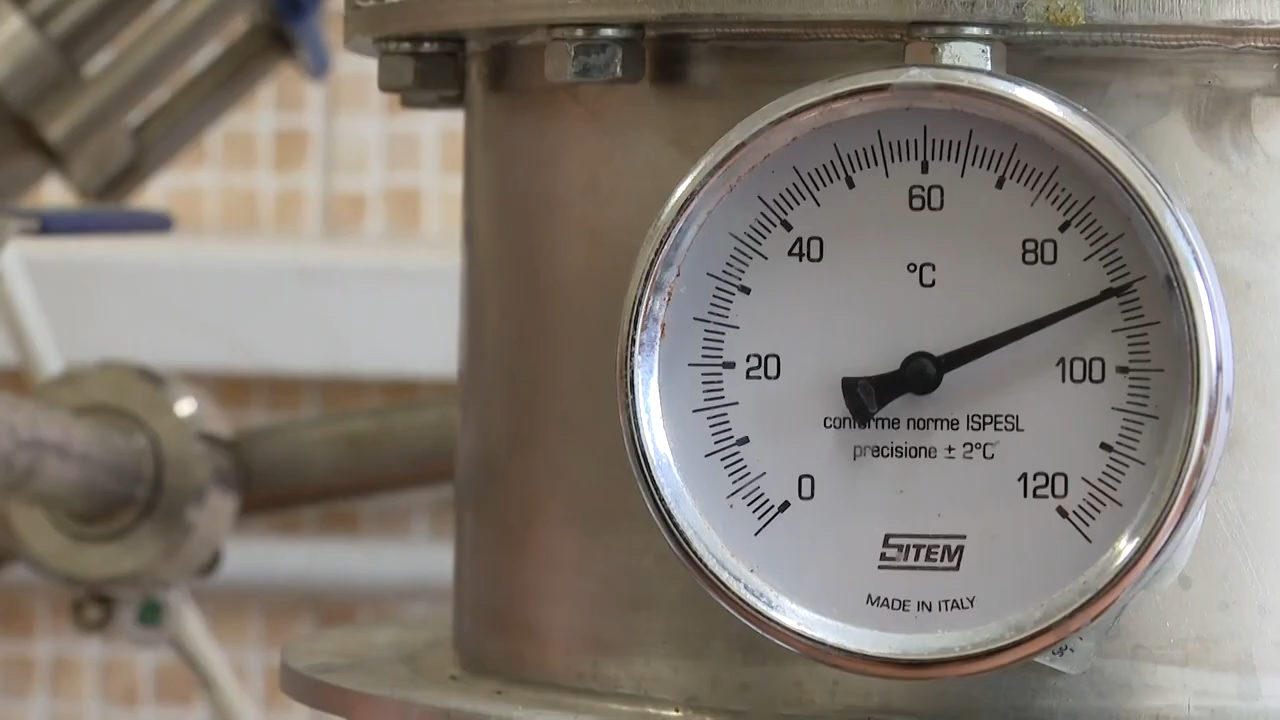 60
40
80
°C
20
100
conforme norme ISPESL
precisione ± 2°C
0
120
SITEM
MADE IN ITALY